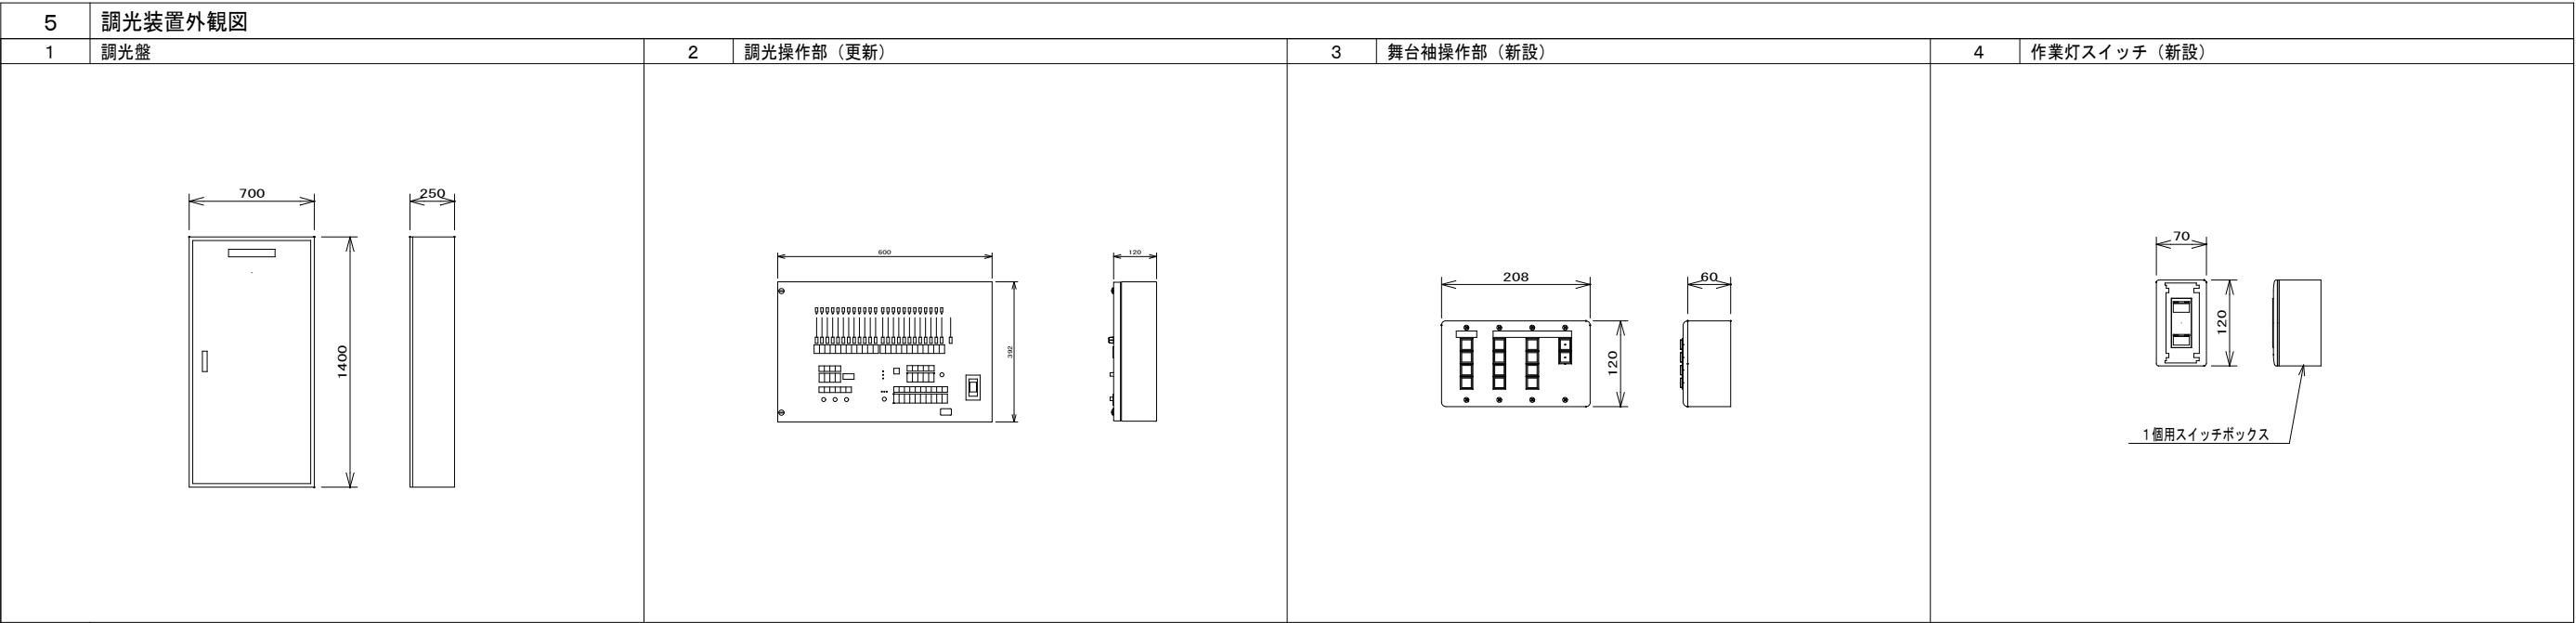 5 調光装置外観図
1 調光盤
2 調光操作部（更新）
3 舞台袖操作部（新設）
4 作業灯スイッチ（新設）
700
250
1400
600
120
392
208
60
120
70
120
1個用スイッチボックス